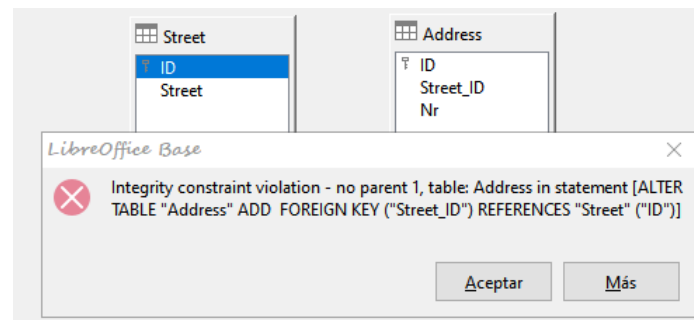 Street
Address
ID
Street
ID
Street_ID
Nr
LibreOffice Base
Integrity constraint violation - no parent 1, table: Address in statement [ALTER
TABLE "Address" ADD  FOREIGN KEY ("Street_ID") REFERENCES "Street" ("ID")]
Aceptar
Más